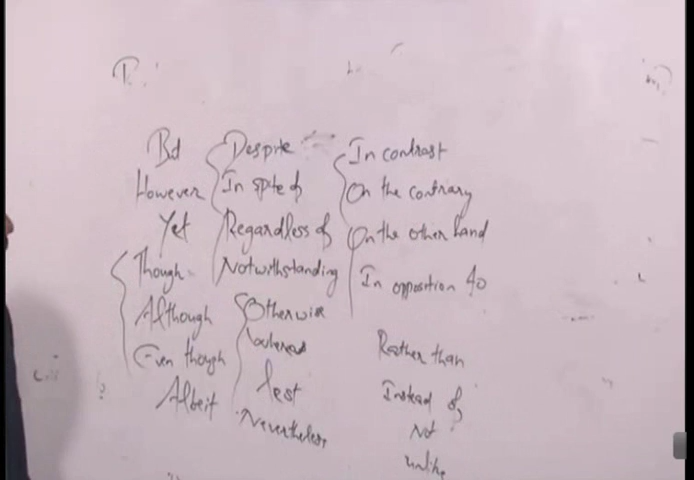 But
However
Yet
Though
Although
Even though
Albeit
Despite
In spite of
Regardless of
Notwithstanding
Otherwise
lest
Nevertheless
In contrast
On the contrary
On the other hand
In opposition to
Rather than
Instead of
Not
unlike